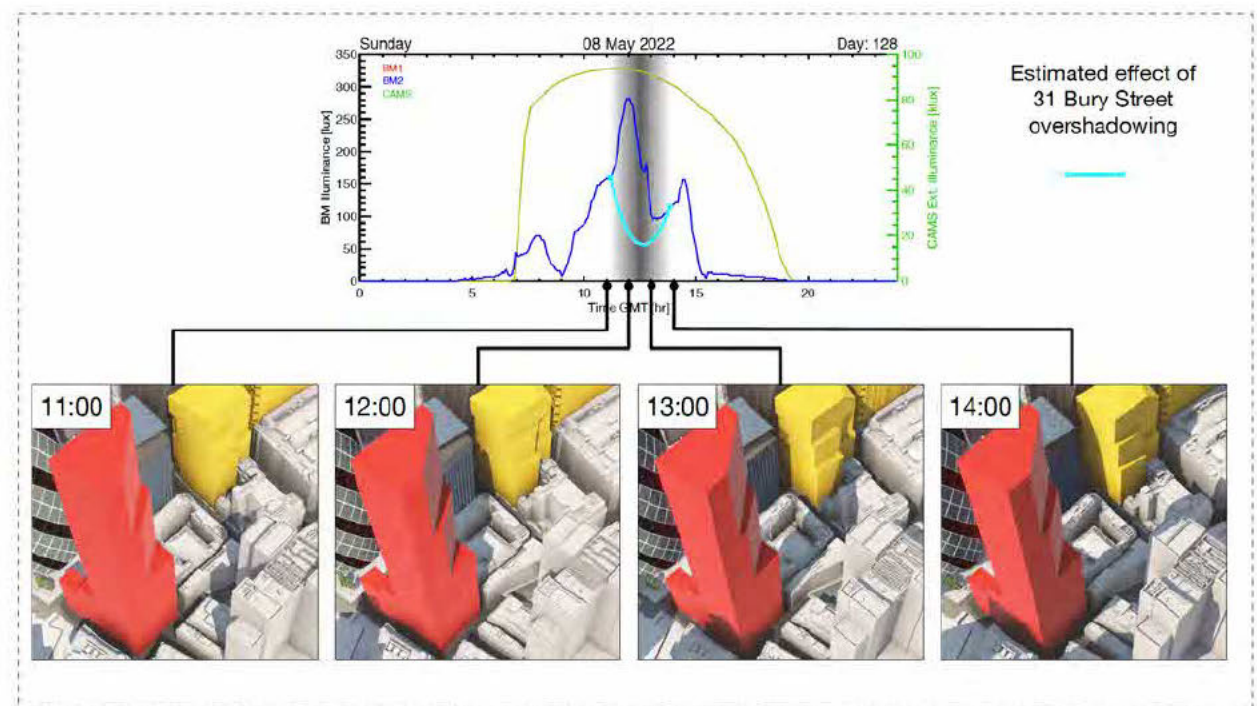 Sunday 08 May 2022 Day: 128
350
300
250
200
150
100
50
0
BM Illuminance [lux]
BM1
BM2
CAMS
100
80
60
40
20
0
CAMS Ext. Illuminance [klux]
0 5 10 15 20
Time GMT [hr]
Estimated effect of
31 Bury Street
overshadowing
11:00
12:00
13:00
14:00